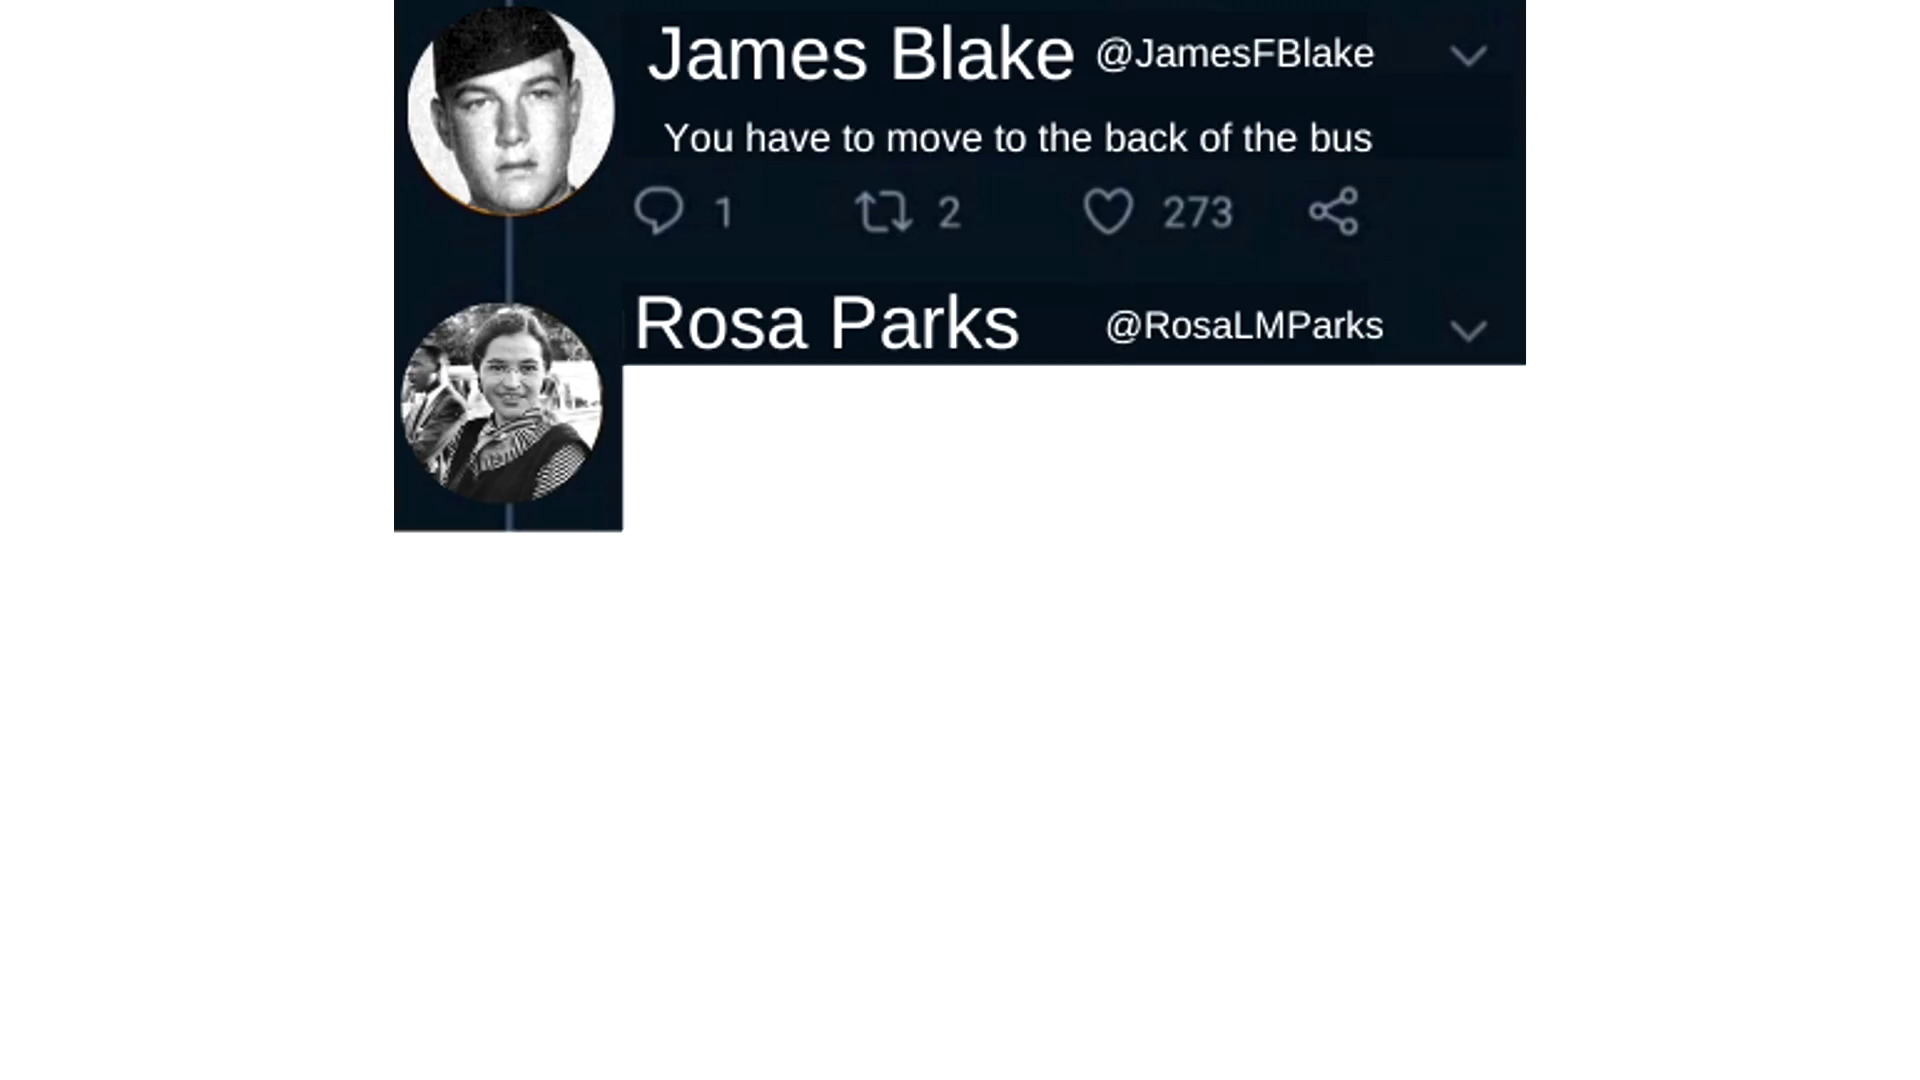 James Blake @JamesFBlake
You have to move to the back of the bus
1 2 273
Rosa Parks @RosaLMParks